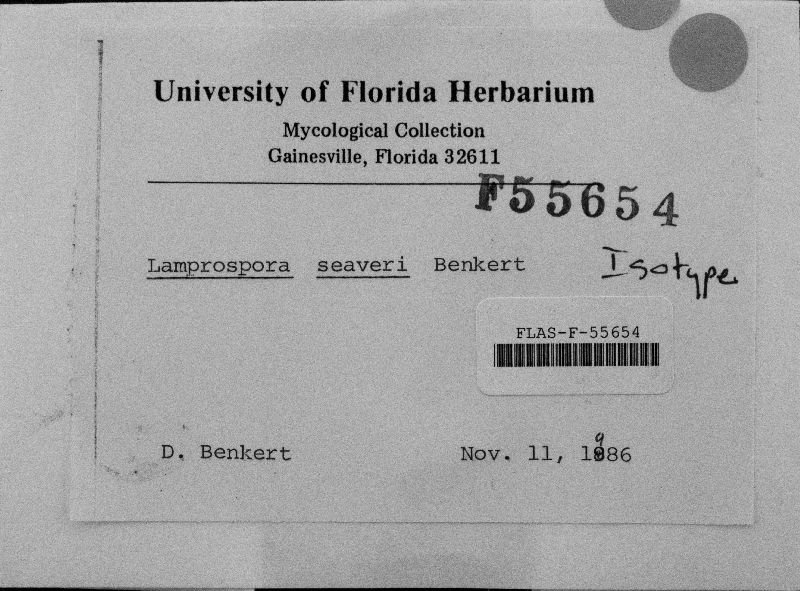 University of Florida Herbarium
Mycological Collection
Gainesville, Florida 32611
F55654
Lamprospora seaveri Benkert Isotype
FLAS-F-55654
D. Benkert Nov. 11, 1986